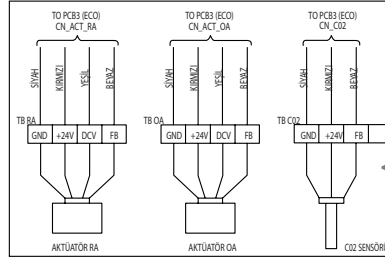 TO PCB3 (ECO)
CN_ACT_RA
TO PCB3 (ECO)
CN_ACT_OA
TO PCB3 (ECO)
CN_C02
SİYAH
KIRMIZI
YEŞİL
BEYAZ
SİYAH
KIRMIZI
YEŞİL
BEYAZ
SİYAH
KIRMIZI
BEYAZ
TB RA
GND +24V DCV FB
TB OA
GND +24V DCV FB
TB C02
GND +24V FB
AKTÜATÖR RA
AKTÜATÖR OA
C02 SENSÖRÜ